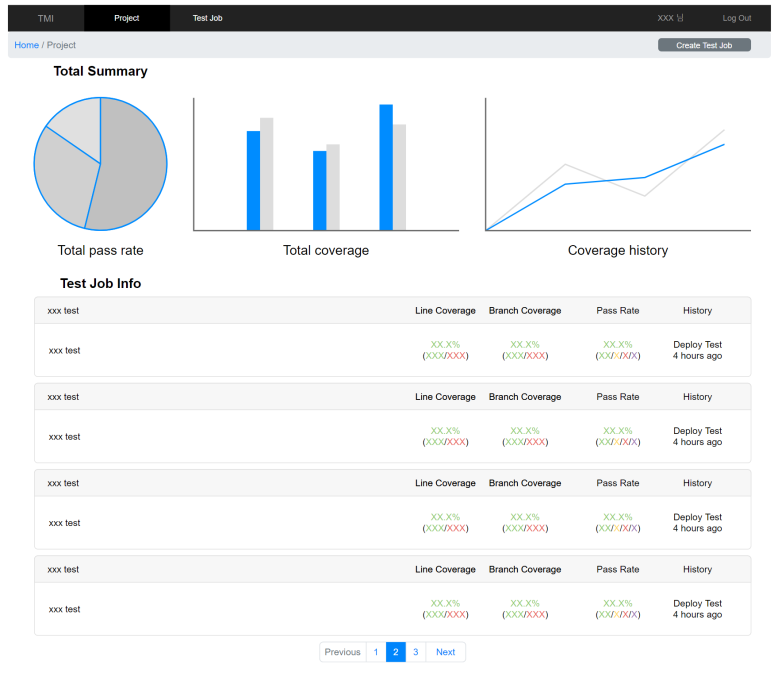 TMI Project Test Job XXX 님 Log Out
Home / Project Create Test Job
Total Summary
Total pass rate Total coverage Coverage history
Test Job Info
xxx test Line Coverage Branch Coverage Pass Rate History
xxx test XX.X% XX.X% XX.X% Deploy Test
(XXX/XXX) (XXX/XXX) (XX/X/X/X) 4 hours ago
xxx test Line Coverage Branch Coverage Pass Rate History
xxx test XX.X% XX.X% XX.X% Deploy Test
(XXX/XXX) (XXX/XXX) (XX/X/X/X) 4 hours ago
xxx test Line Coverage Branch Coverage Pass Rate History
xxx test XX.X% XX.X% XX.X% Deploy Test
(XXX/XXX) (XXX/XXX) (XX/X/X/X) 4 hours ago
xxx test Line Coverage Branch Coverage Pass Rate History
xxx test XX.X% XX.X% XX.X% Deploy Test
(XXX/XXX) (XXX/XXX) (XX/X/X/X) 4 hours ago
Previous 1 2 3 Next